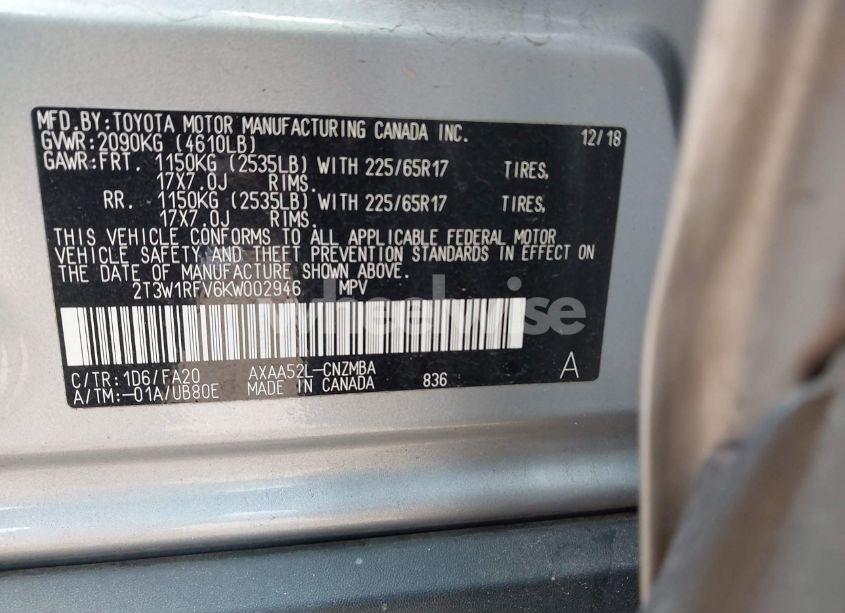 MFD.BY:TOYOTA MOTOR MANUFACTURING CANADA INC. 12/18
GVWR:2090KG (4610LB)
GAWR:FRT. 1150KG (2535LB) WITH 225/65R17 TIRES,
17X7.0J RIMS.
RR. 1150KG (2535LB) WITH 225/65R17 TIRES,
17X7.0J RIMS.
THIS VEHICLE CONFORMS TO ALL APPLICABLE FEDERAL MOTOR
VEHICLE SAFETY AND THEFT PREVENTION STANDARDS IN EFFECT ON
THE DATE OF MANUFACTURE SHOWN ABOVE.
2T3W1RFV6KW002946 MPV
wheelwise
C/TR:1D6/FA20 AXAA52L-CNZMBA A
A/TM:-01A/UB80E MADE IN CANADA 836